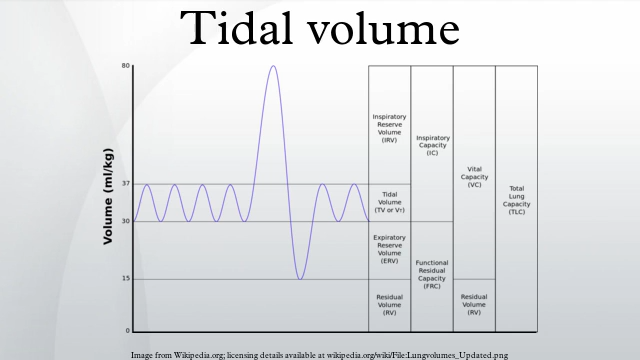 Tidal volume
Volume (ml/kg)
80
37
30
15
0
Inspiratory
Reserve
Volume
(IRV)
Tidal
Volume
(TV or VT)
Expiratory
Reserve
Volume
(ERV)
Residual
Volume
(RV)
Inspiratory
Capacity
(IC)
Functional
Residual
Capacity
(FRC)
Vital
Capacity
(VC)
Residual
Volume
(RV)
Total
Lung
Capacity
(TLC)
Image from Wikipedia.org; licensing details available at wikipedia.org/wiki/File:Lungvolumes_Updated.png